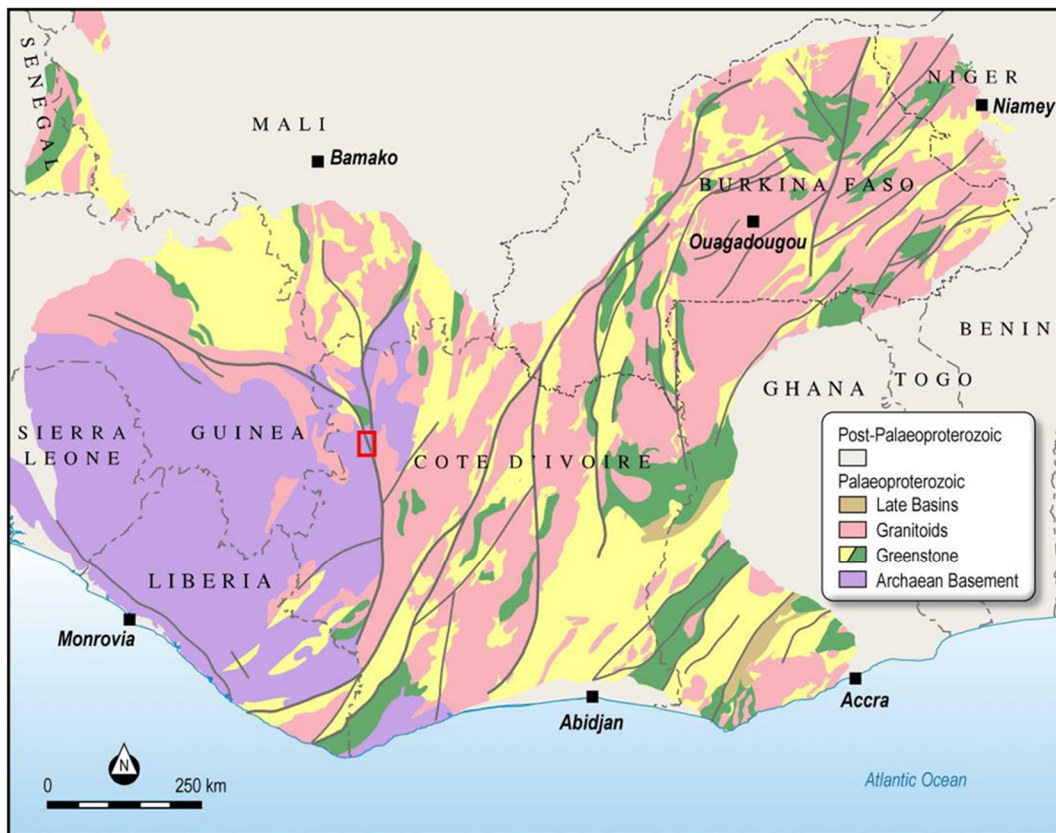 SENEGAL
MALI
Bamako
NIGER
Niamey
BURKINA FASO
Ouagadougou
BENIN
GHANA
TOGO
SIERRA
LEONE
GUINEA
COTE D'IVOIRE
LIBERIA
Monrovia
Abidjan
Accra
Post-Palaeoproterozoic
Palaeoproterozoic
Late Basins
Granitoids
Greenstone
Archaean Basement
N
0 250 km
Atlantic Ocean